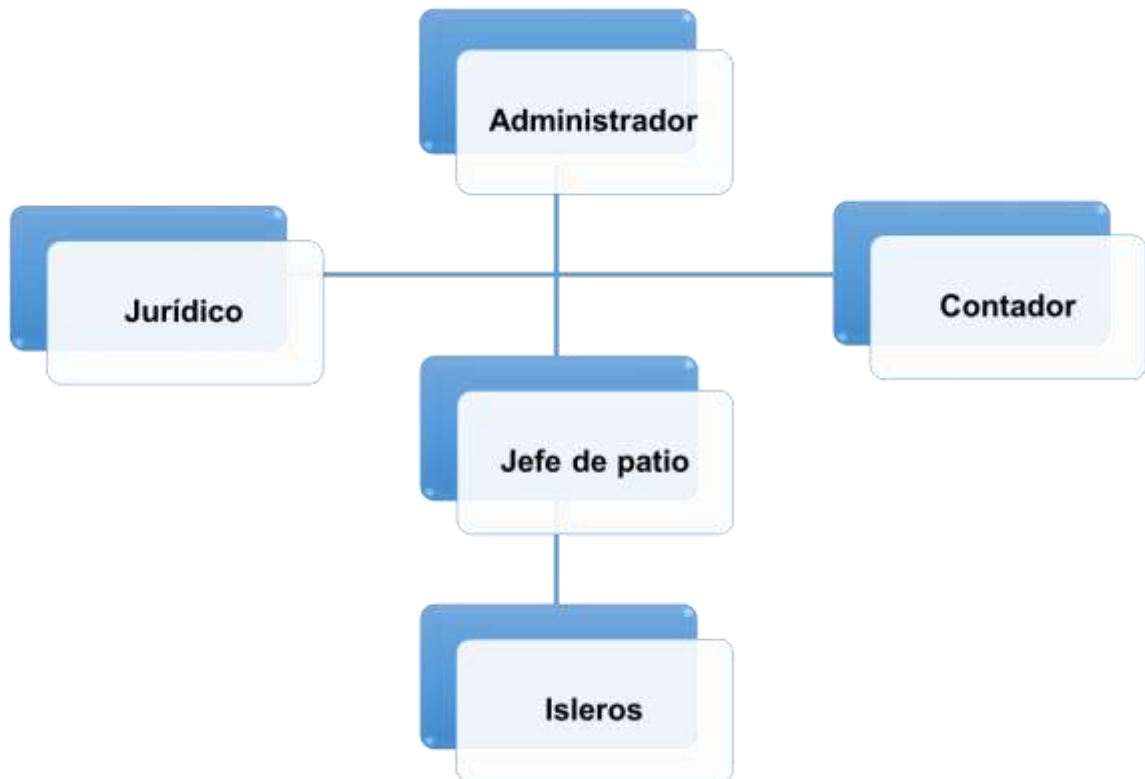 Administrador
Jurídico
Contador
Jefe de patio
Isleros